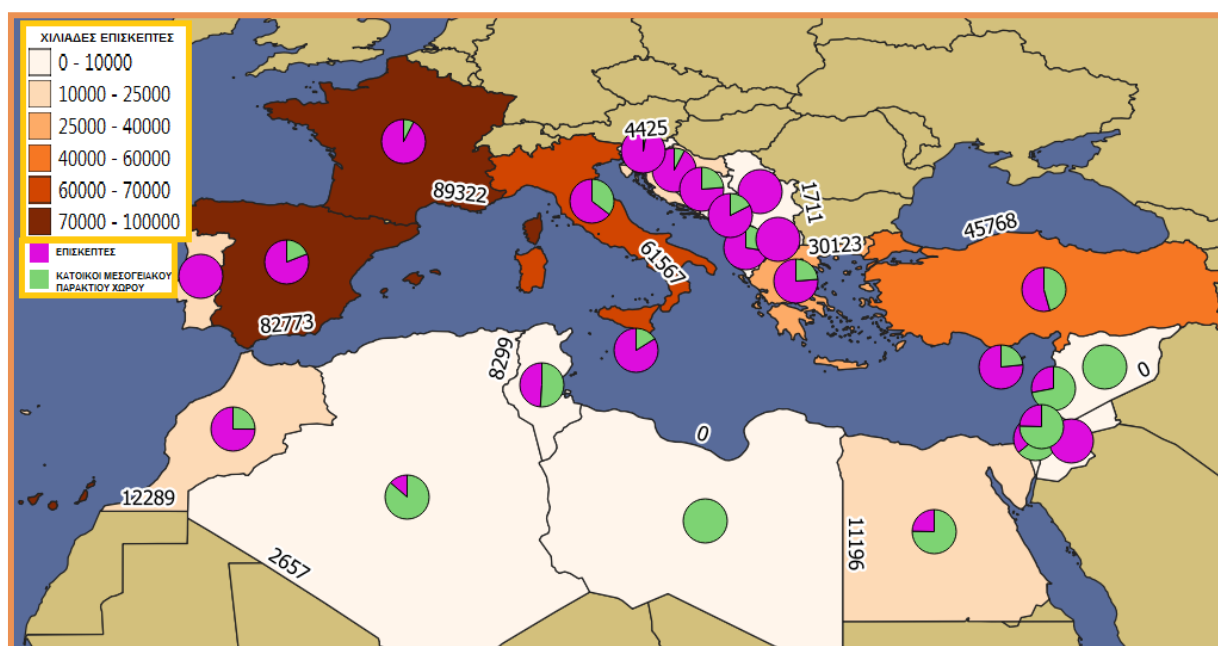 ΧΙΛΙΑΔΕΣ ΕΠΙΣΚΕΠΤΕΣ
0 - 10000
10000 - 25000
25000 - 40000
40000 - 60000
60000 - 70000
70000 - 100000
ΕΠΙΣΚΕΠΤΕΣ
ΚΑΤΟΙΚΟΙ ΜΕΣΟΓΕΙΑΚΟΥ
ΠΑΡΑΚΤΙΟΥ ΧΩΡΟΥ
4425
89322
1711
45768
30123
61567
82773
8299
0
0
12289
11196
2657